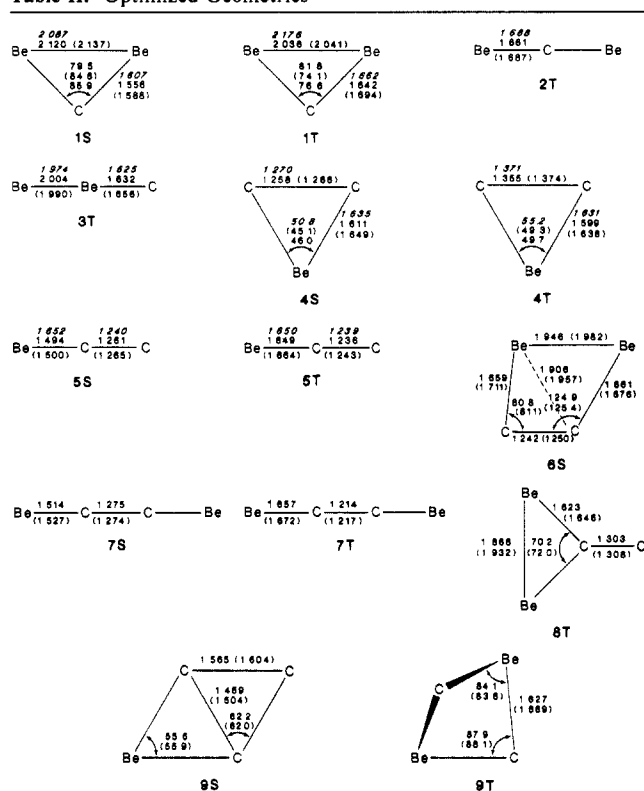 Table II. Optimized Geometries
2.087
2.120 (2.137)
Be Be
79.5
(84.6)
85.9
1.607
1.556
(1.588)
C
1S
2.176
2.036 (2.041)
Be Be
81.8
(74.1)
76.6
1.662
1.642
(1.694)
C
1T
1.688
1.661
(1.687)
Be C Be
2T
1.974 1.625
2.004 1.632
(1.990) (1.656)
Be Be C
3T
1.270
1.258 (1.266)
C C
50.8
(45.1)
46.0
1.635
1.611
(1.649)
Be
4S
1.371
1.355 (1.374)
C C
55.2
(49.3)
49.7
1.631
1.599
(1.638)
Be
4T
1.652 1.240
1.494 1.261
(1.500) (1.265)
Be C C
5S
1.650 1.239
1.649 1.236
(1.664) (1.243)
Be C C
5T
1.946 (1.982)
Be Be
1.906
(1.957)
1.659
(1.711)
1.661
(1.676)
80.8
(81.1)
124.9
(125.4)
C C
1.242 (1.250)
6S
1.514 1.275
(1.527) (1.274)
Be C C Be
7S
1.657 1.214
(1.672) (1.217)
Be C C Be
7T
Be
1.623
(1.646)
1.866
(1.932)
70.2
(72.0)
1.303
(1.308)
C C
Be
8T
1.565 (1.604)
C C
1.469
(1.504)
62.2
(62.0)
55.6
(55.9)
Be C
9S
Be
C
84.1
(83.8)
1.627
(1.669)
87.9
(88.1)
Be C
9T